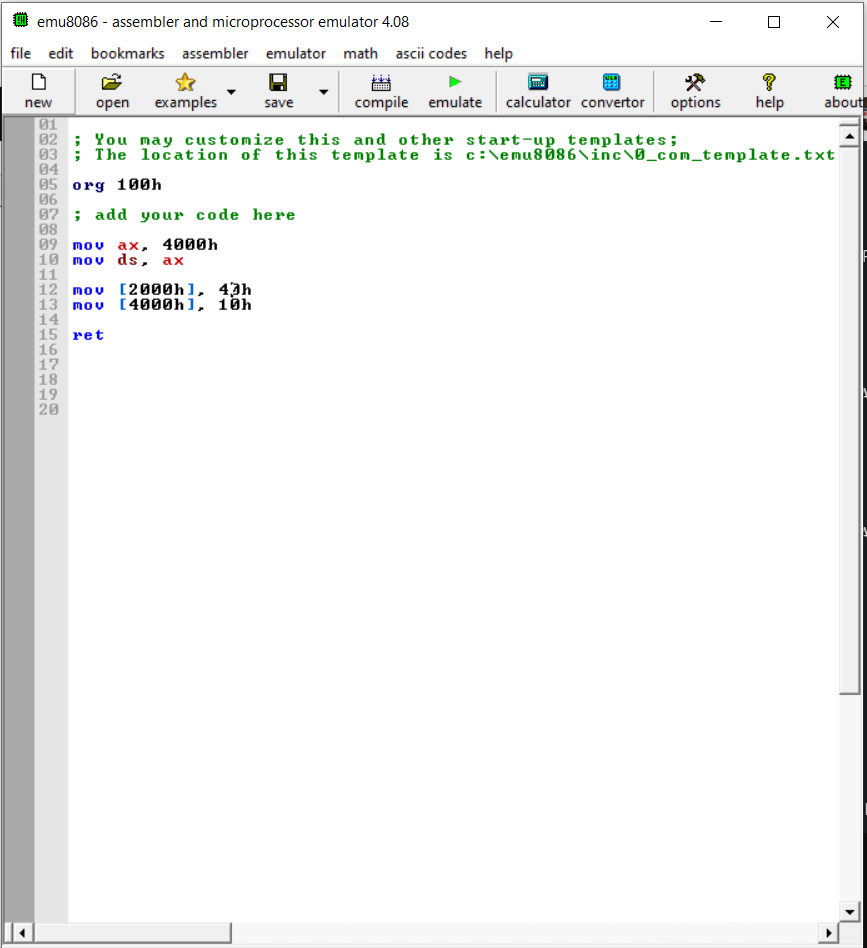 emu8086 - assembler and microprocessor emulator 4.08
file edit bookmarks assembler emulator math ascii codes help
new open examples save compile emulate calculator convertor options help about
01
02 ; You may customize this and other start-up templates;
03 ; The location of this template is c:\emu8086\inc\0_com_template.txt
04
05 org 100h
06
07 ; add your code here
08
09 mov ax, 4000h
10 mov ds, ax
11
12 mov [2000h], 40h
13 mov [4000h], 10h
14
15 ret
16
17
18
19
20